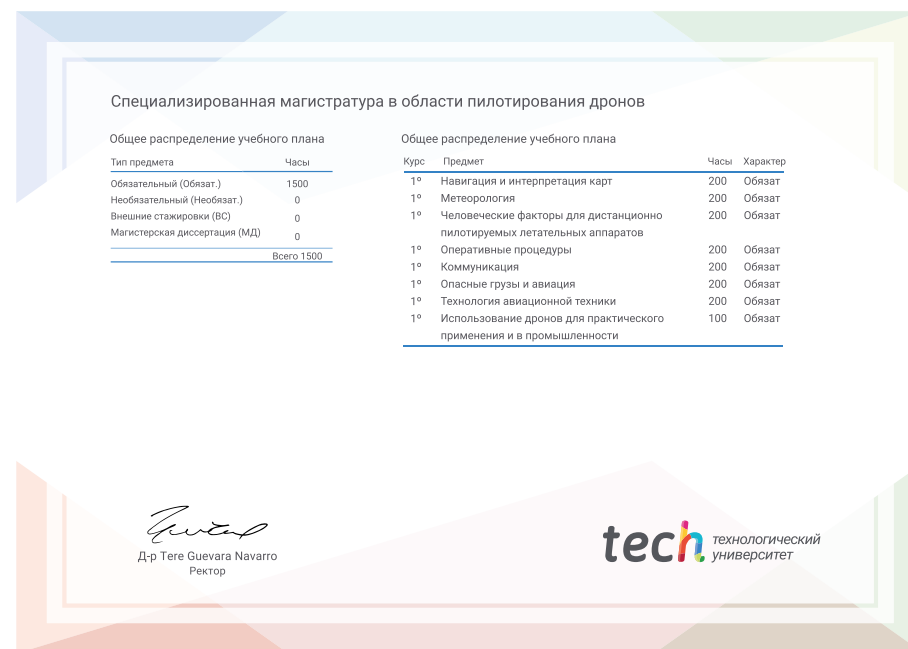 Специализированная магистратура в области пилотирования дронов
Общее распределение учебного плана
Тип предмета Часы
Обязательный (Обязат.) 1500
Необязательный (Необязат.) 0
Внешние стажировки (ВС) 0
Магистерская диссертация (МД) 0
Всего 1500
Общее распределение учебного плана
Курс Предмет Часы Характер
1º Навигация и интерпретация карт 200 Обязат
1º Метеорология 200 Обязат
1º Человеческие факторы для дистанционно 200 Обязат
пилотируемых летательных аппаратов
1º Оперативные процедуры 200 Обязат
1º Коммуникация 200 Обязат
1º Опасные грузы и авиация 200 Обязат
1º Технология авиационной техники 200 Обязат
1º Использование дронов для практического 100 Обязат
применения и в промышленности
Д-р Tere Guevara Navarro
Ректор
tech технологический
университет